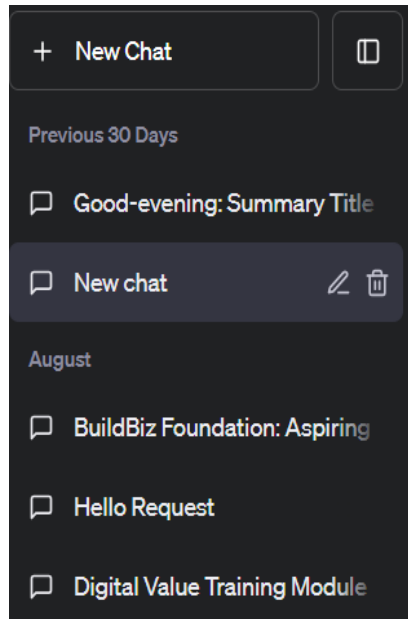 New Chat
Previous 30 Days
Good-evening: Summary Title
New chat
August
BuildBiz Foundation: Aspiring
Hello Request
Digital Value Training Module